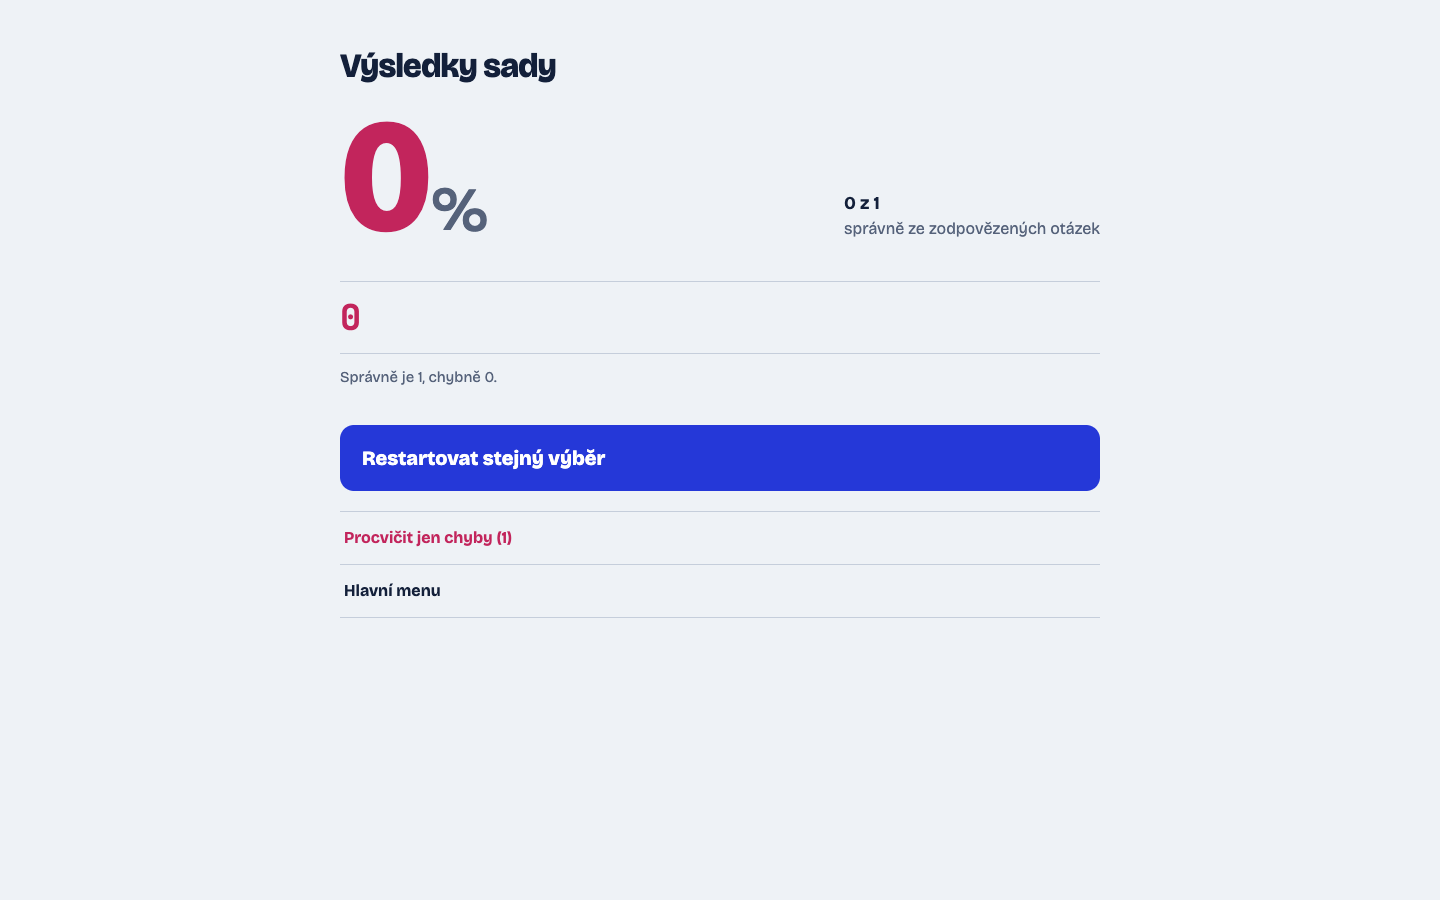 Výsledky sady
0%
0 z 1
správně ze zodpovězených otázek
0
Správně je 1, chybně 0.
Restartovat stejný výběr
Procvičit jen chyby (1)
Hlavní menu